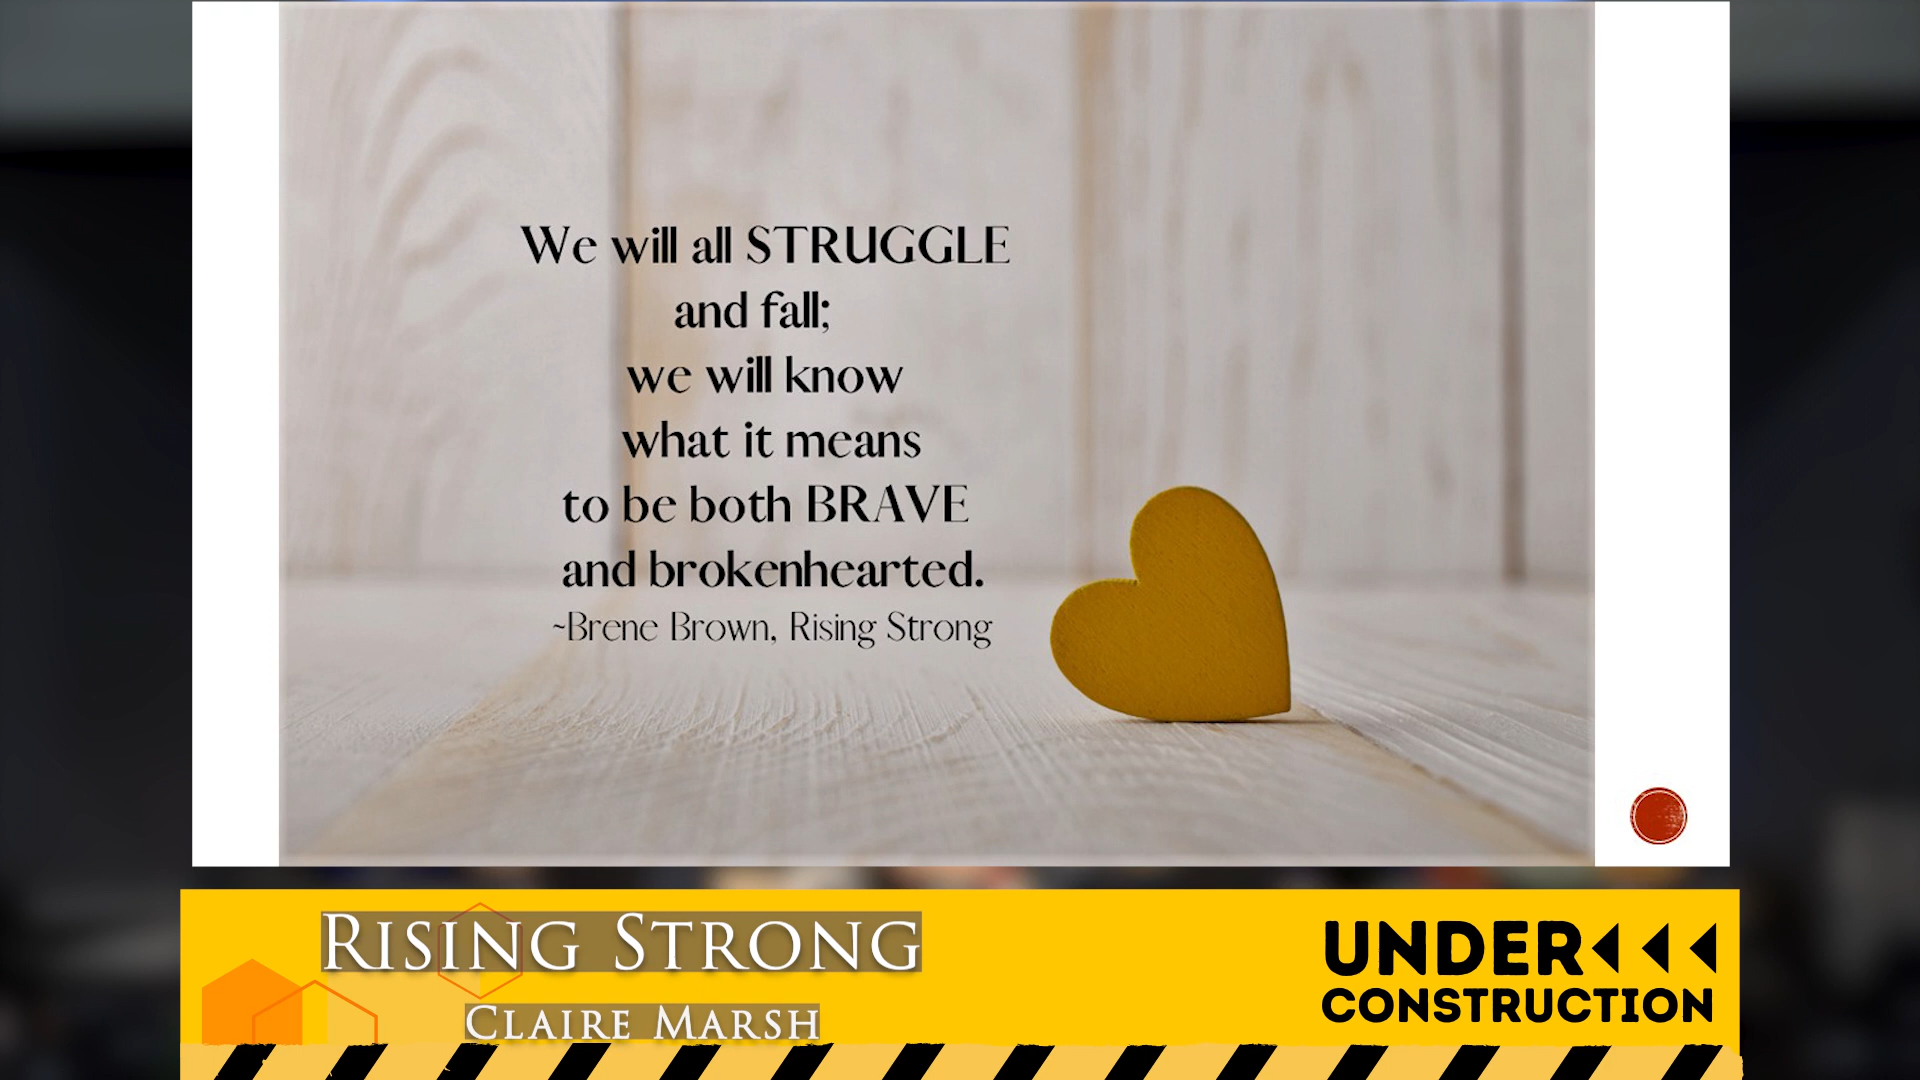 We will all STRUGGLE
and fall;
we will know
what it means
to be both BRAVE
and brokenhearted.
~Brene Brown, Rising Strong
RISING STRONG
CLAIRE MARSH
UNDER
CONSTRUCTION